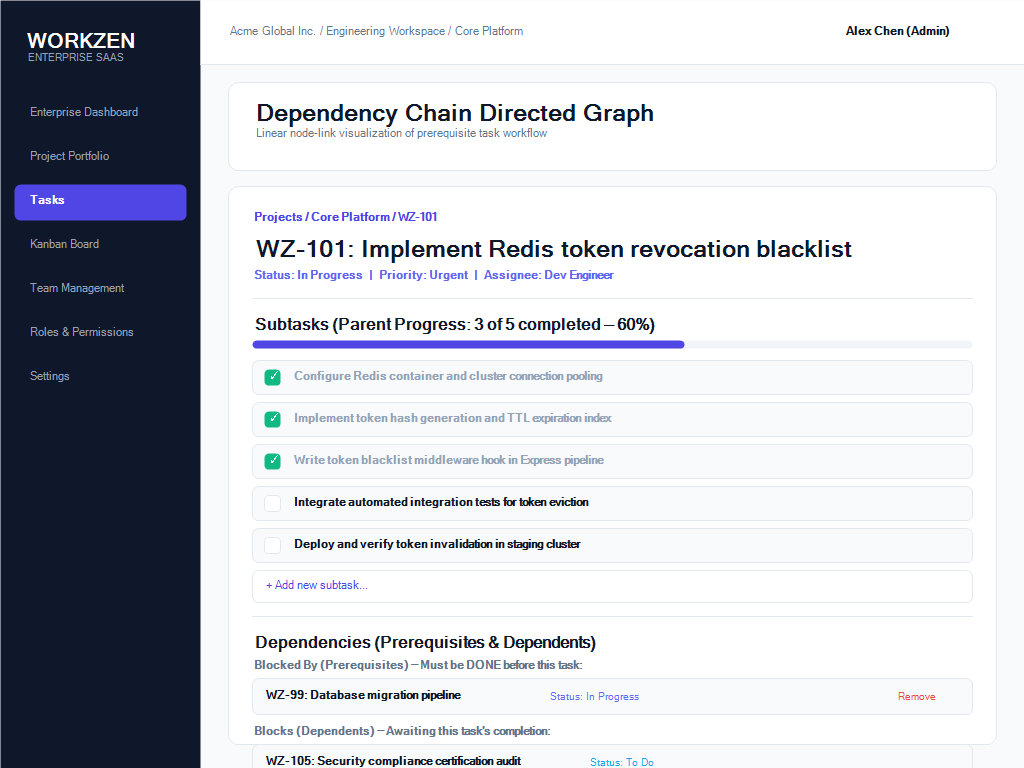 WORKZEN
ENTERPRISE SAAS
Enterprise Dashboard
Project Portfolio
Tasks
Kanban Board
Team Management
Roles & Permissions
Settings
Acme Global Inc. / Engineering Workspace / Core Platform
Alex Chen (Admin)
Dependency Chain Directed Graph
Linear node-link visualization of prerequisite task workflow
Projects / Core Platform / WZ-101
WZ-101: Implement Redis token revocation blacklist
Status: In Progress | Priority: Urgent | Assignee: Dev Engineer
Subtasks (Parent Progress: 3 of 5 completed — 60%)
✓ Configure Redis container and cluster connection pooling
✓ Implement token hash generation and TTL expiration index
✓ Write token blacklist middleware hook in Express pipeline
Integrate automated integration tests for token eviction
Deploy and verify token invalidation in staging cluster
+ Add new subtask...
Dependencies (Prerequisites & Dependents)
Blocked By (Prerequisites) — Must be DONE before this task:
WZ-99: Database migration pipeline Status: In Progress Remove
Blocks (Dependents) — Awaiting this task's completion:
WZ-105: Security compliance certification audit Status: To Do